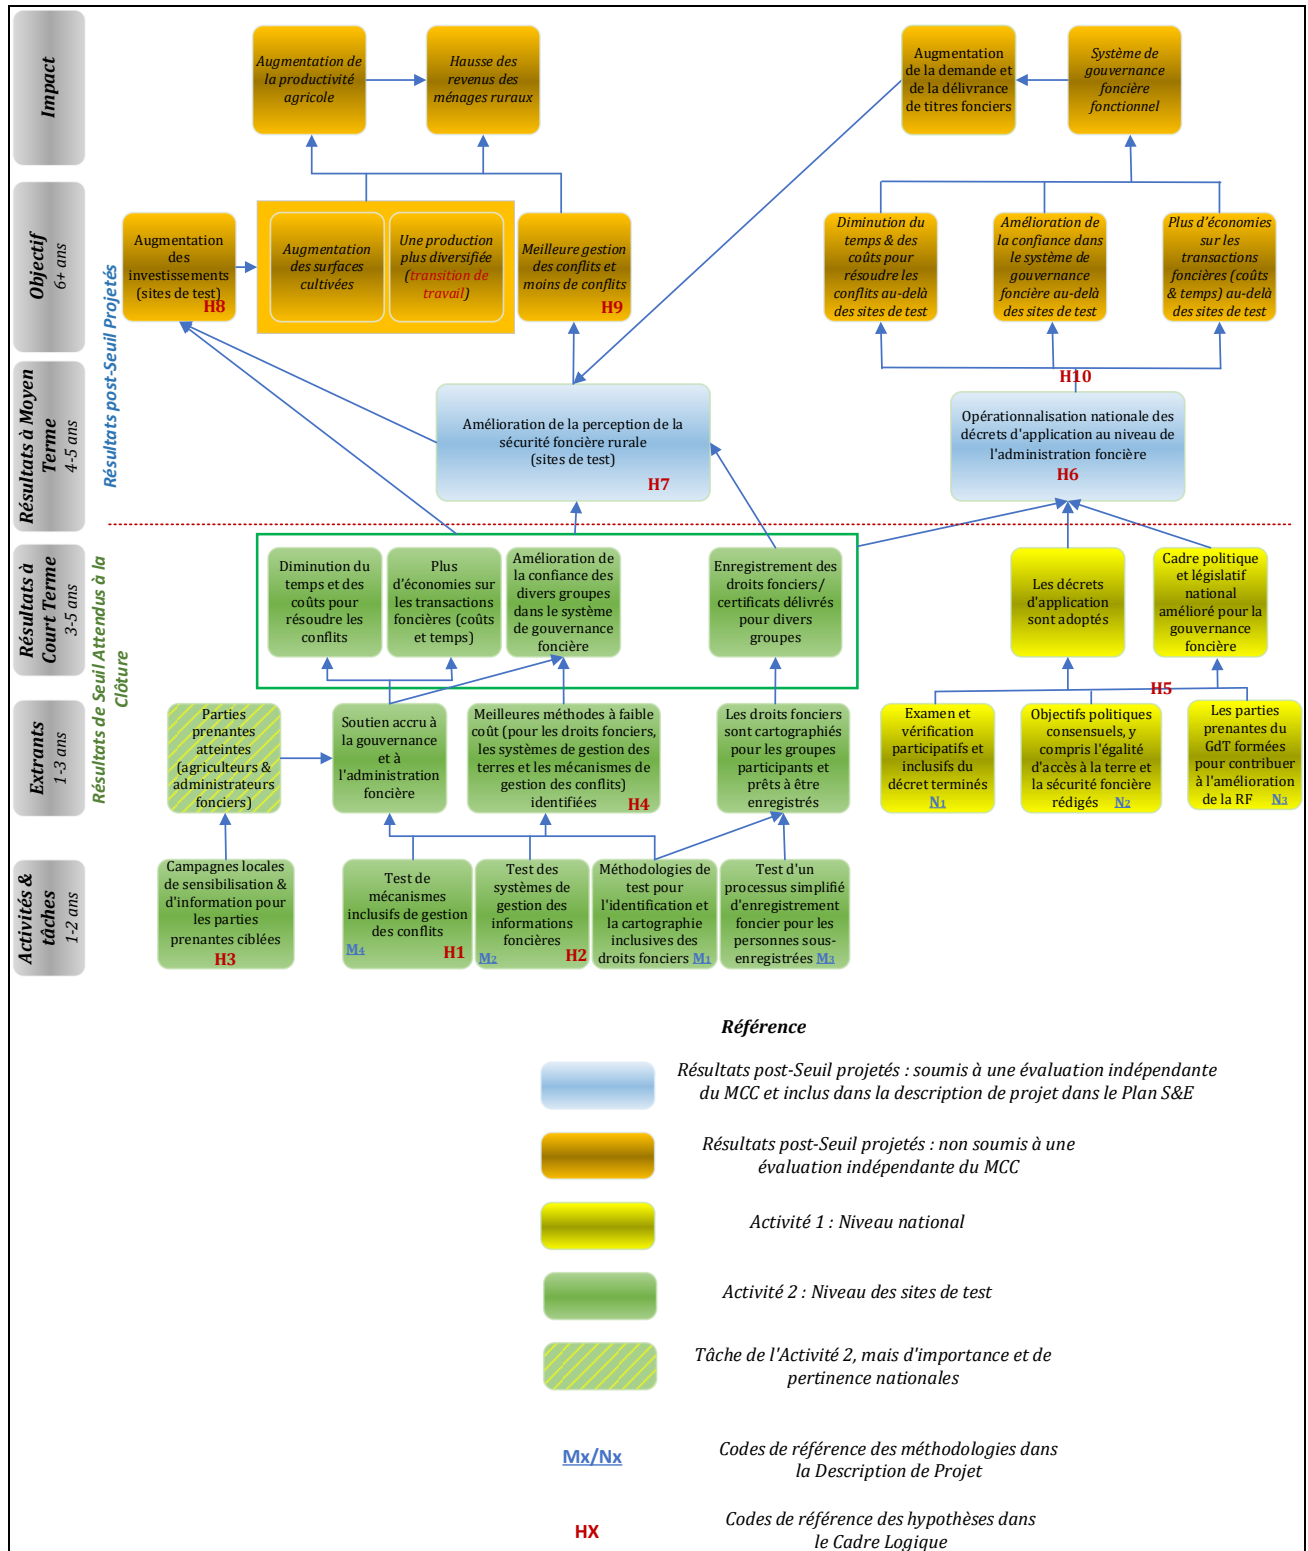 Impact
Augmentation de
la productivité
agricole
Hausse des
revenus des
ménages ruraux
Augmentation
de la demande et
de la délivrance
de titres fonciers
Système de
gouvernance
foncière
fonctionnel
Objectif
6+ ans
Résultats post-Seuil Projetés
Augmentation
des
investissements
(sites de test)
H8
Augmentation
des surfaces
cultivées
Une production
plus diversifiée
(transition de
travail)
Meilleure gestion
des conflits et
moins de conflits
H9
Diminution du
temps & des
coûts pour
résoudre les
conflits au-delà
des sites de test
Amélioration de
la confiance dans
le système de
gouvernance
foncière au-delà
des sites de test
Plus d'économies
sur les
transactions
foncières (coûts
& temps) au-delà
des sites de test
H10
Résultats à Moyen
Terme
4-5 ans
Amélioration de la perception de la
sécurité foncière rurale
(sites de test)
H7
Opérationnalisation nationale des
décrets d'application au niveau de
l'administration foncière
H6
Résultats à
Court Terme
3-5 ans
Résultats de Seuil Attendus à la
Clôture
Diminution du
temps et des
coûts pour
résoudre les
conflits
Plus
d'économies sur
les transactions
foncières (coûts
et temps)
Amélioration de
la confiance des
divers groupes
dans le système
de gouvernance
foncière
Enregistrement des
droits fonciers/
certificats délivrés
pour divers
groupes
Les décrets
d'application
sont adoptés
Cadre politique
et législatif
national
amélioré pour la
gouvernance
foncière
H5
Extrants
1-3 ans
Parties
prenantes
atteintes
(agriculteurs &
administrateurs
fonciers)
Soutien accru à
la gouvernance
et à
l'administration
foncière
Meilleures méthodes à faible
coût (pour les droits fonciers,
les systèmes de gestion des
terres et les mécanismes de
gestion des conflits)
identifiées
H4
Les droits fonciers
sont cartographiés
pour les groupes
participants et
prêts à être
enregistrés
Examen et
vérification
participatifs et
inclusifs du
décret terminés
N1
Objectifs politiques
consensuels, y
compris l'égalité
d'accès à la terre et
la sécurité foncière
rédigés N2
Les parties
prenantes du
GdT formées
pour contribuer
à l'amélioration
de la RF N3
Activités &
tâches
1-2 ans
Campagnes locales
de sensibilisation &
d'information pour
les parties
prenantes ciblées
H3
Test de
mécanismes
inclusifs de gestion
des conflits
M4 H1
Test des
systèmes de
gestion des
informations
foncières
M2 H2
Méthodologies de
test pour
l'identification et
la cartographie
inclusives des
droits fonciers M1
Test d'un
processus simplifié
d'enregistrement
foncier pour les
personnes sous-
enregistrées M3
Référence
Résultats post-Seuil projetés : soumis à une évaluation indépendante
du MCC et inclus dans la description de projet dans le Plan S&E
Résultats post-Seuil projetés : non soumis à une
évaluation indépendante du MCC
Activité 1 : Niveau national
Activité 2 : Niveau des sites de test
Tâche de l'Activité 2, mais d'importance et de
pertinence nationales
Mx/Nx
Codes de référence des méthodologies dans
la Description de Projet
HX
Codes de référence des hypothèses dans
le Cadre Logique